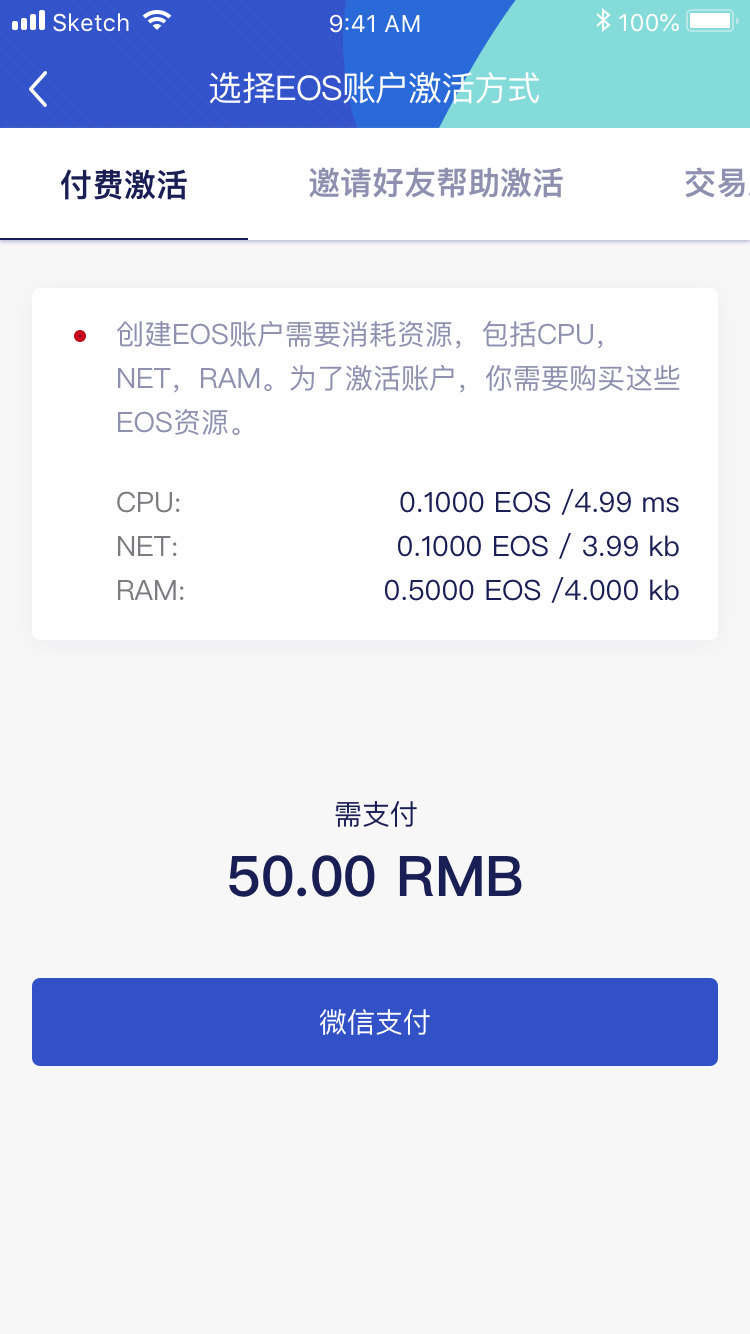 Sketch 9:41 AM 100%
选择EOS账户激活方式
付费激活 邀请好友帮助激活 交易
创建EOS账户需要消耗资源，包括CPU，
NET，RAM。为了激活账户，你需要购买这些
EOS资源。
CPU: 0.1000 EOS /4.99 ms
NET: 0.1000 EOS / 3.99 kb
RAM: 0.5000 EOS /4.000 kb
需支付
50.00 RMB
微信支付